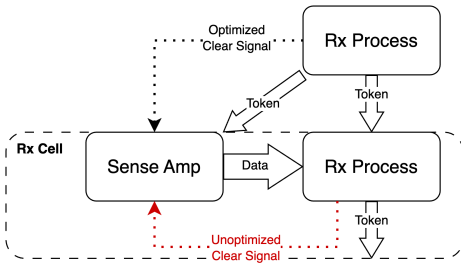 Optimized
Clear Signal
Rx Process
Token
Token
Rx Cell
Sense Amp
Data
Rx Process
Token
Unoptimized
Clear Signal